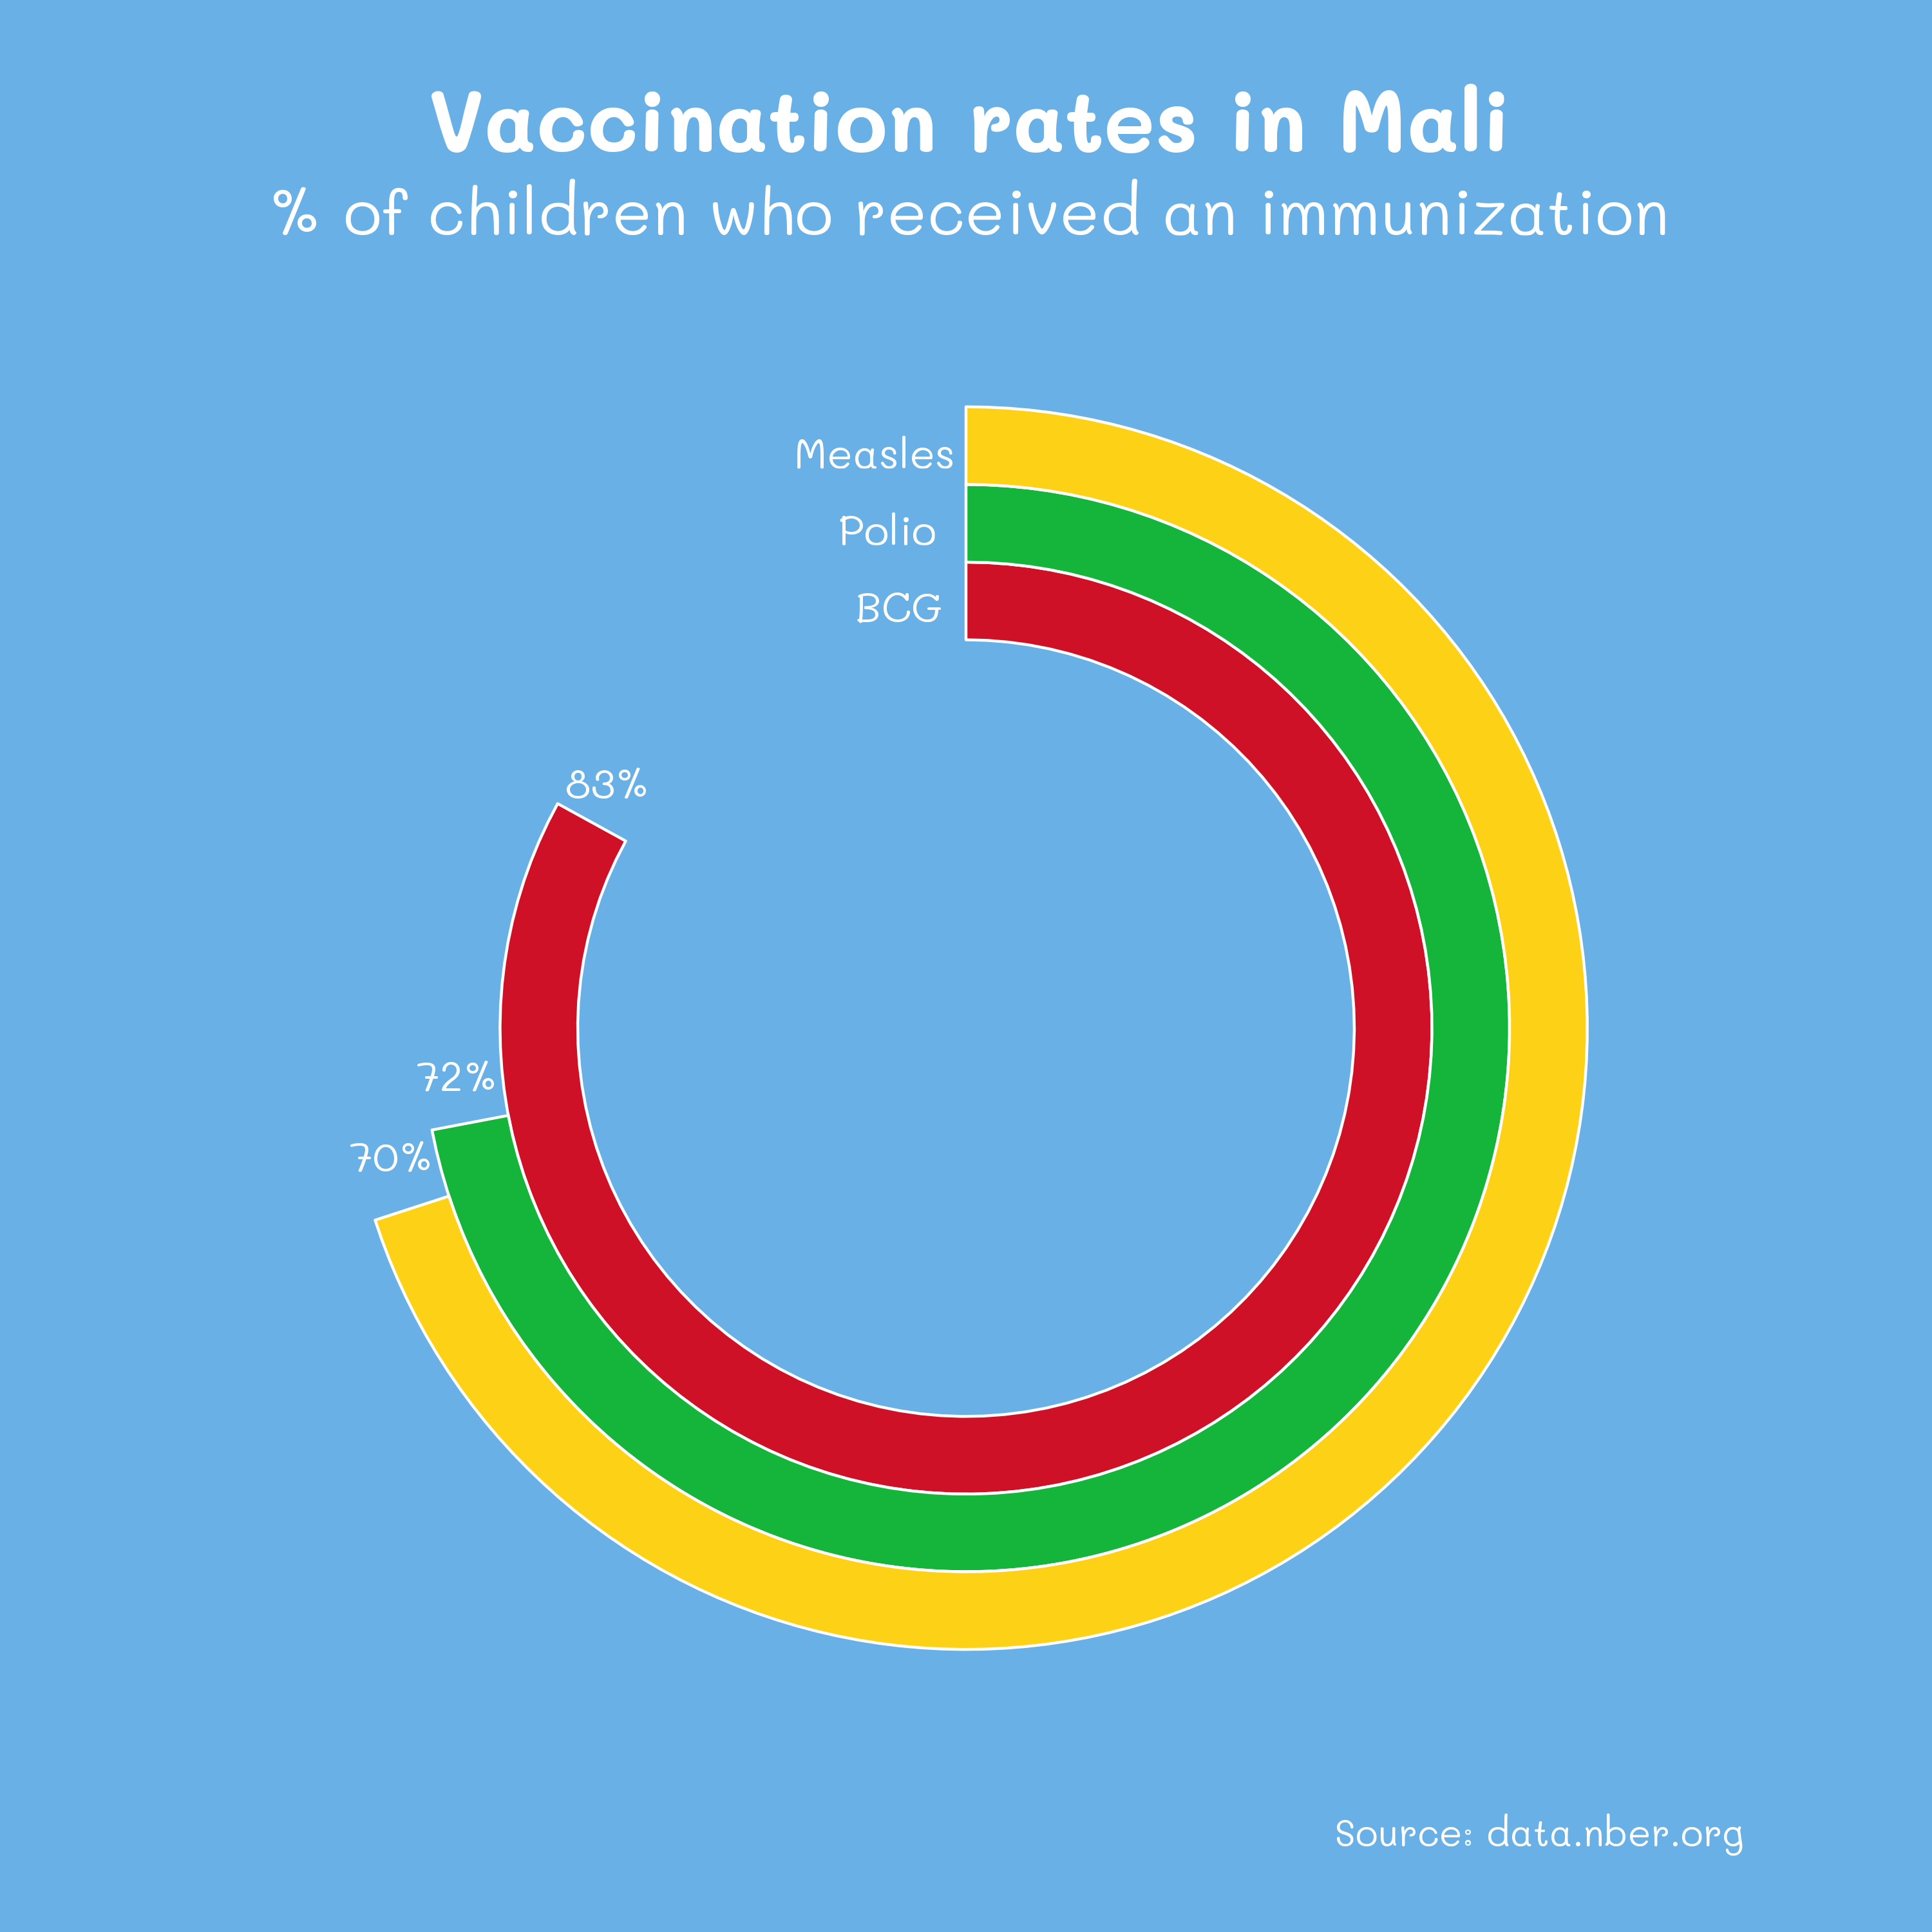 Vaccination rates in Mali
% of children who received an immunization
Measles
Polio
BCG
83%
72%
70%
Source: data.nber.org